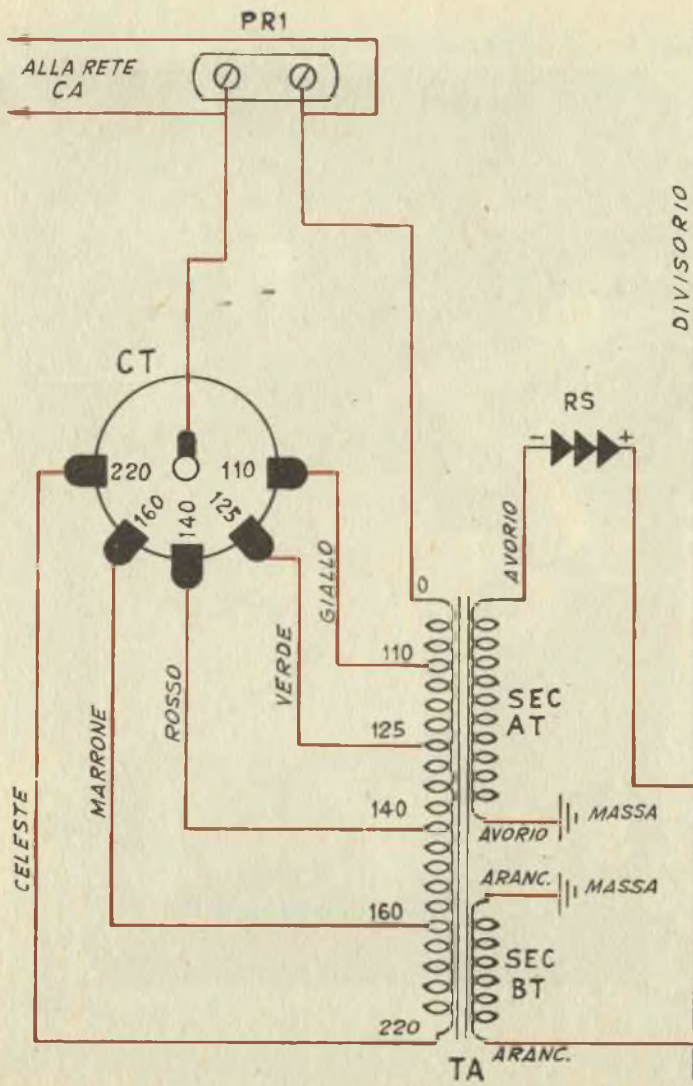 PR1
ALLA RETE
CA
DIVISORIO
CT
RS
- +
220
160
140
125
110
AVORIO
GIALLO
VERDE
ROSSO
MARRONE
CELESTE
0
110
125
140
160
220
SEC
AT
AVORIO
MASSA
ARANC.
MASSA
SEC
BT
ARANC.
TA